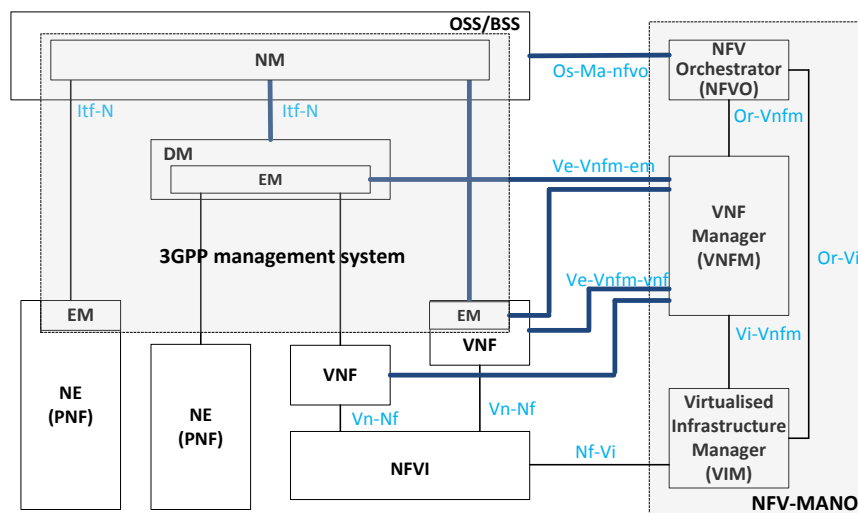 OSS/BSS
NM
NFV
Orchestrator
(NFVO)
Os-Ma-nfvo
Itf-N
Itf-N
Or-Vnfm
DM
EM
Ve-Vnfm-em
VNF
Manager
(VNFM)
3GPP management system
Or-Vi
Ve-Vnfm-vnf
EM
EM
VNF
Vi-Vnfm
NE
(PNF)
NE
(PNF)
VNF
Vn-Nf
Vn-Nf
Virtualised
Infrastructure
Manager
(VIM)
NFVI
Nf-Vi
NFV-MANO